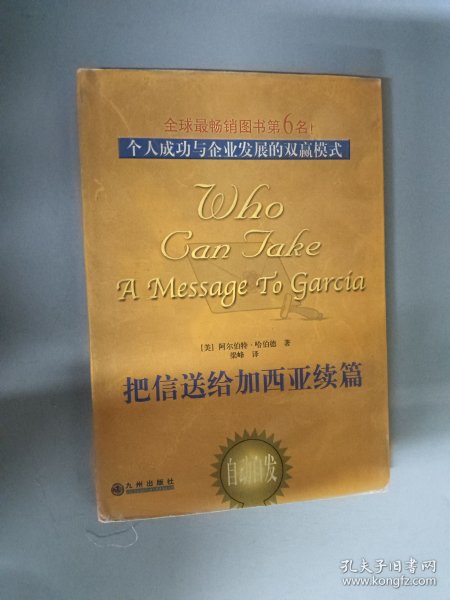 全球最畅销图书第6名!
个人成功与企业发展的双赢模式
Who
Can Take
A Message To Garcia
[美] 阿尔伯特·哈伯德 著
梁峰 译
把信送给加西亚续篇
自动自发
九州出版社
孔夫子旧书网
www.kongfz.com